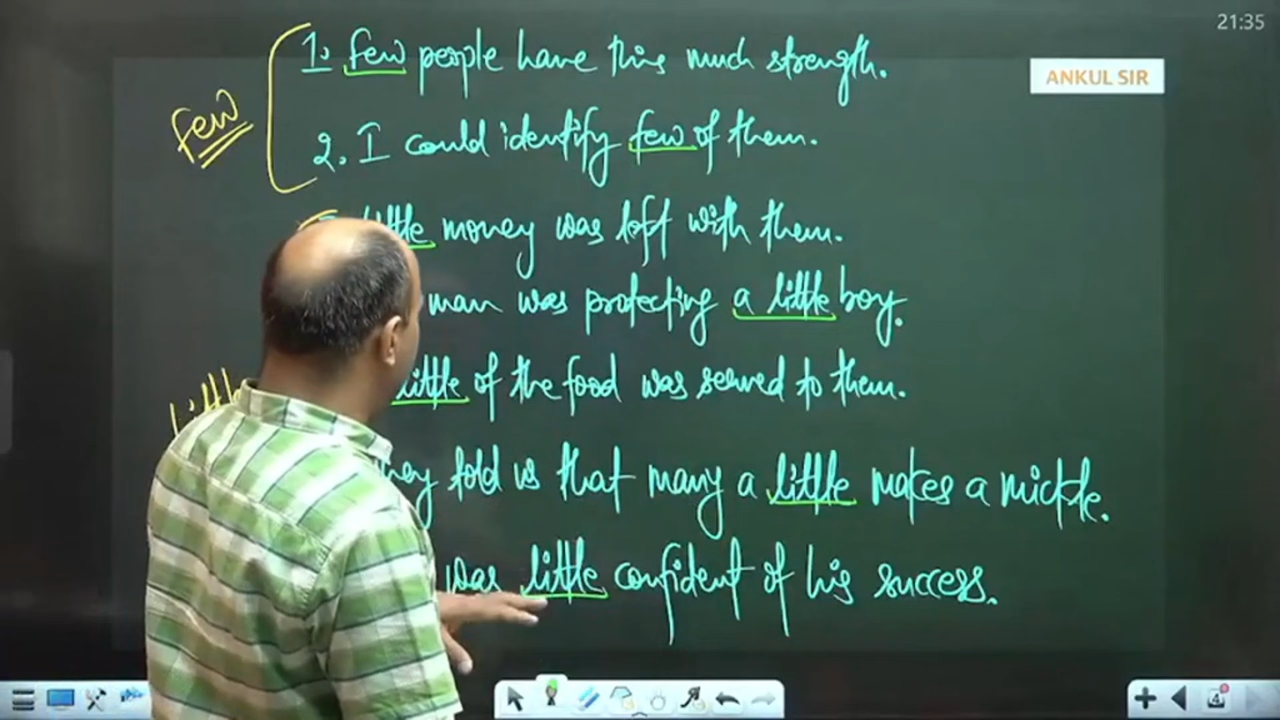 21:35
ANKUL SIR
1. few people have this much strength.
few
2. I could identify few of them.
little money was left with them.
man was protecting a little boy.
little of the food was served to them.
little
told us that many a little makes a mickle.
was little confident of his success.